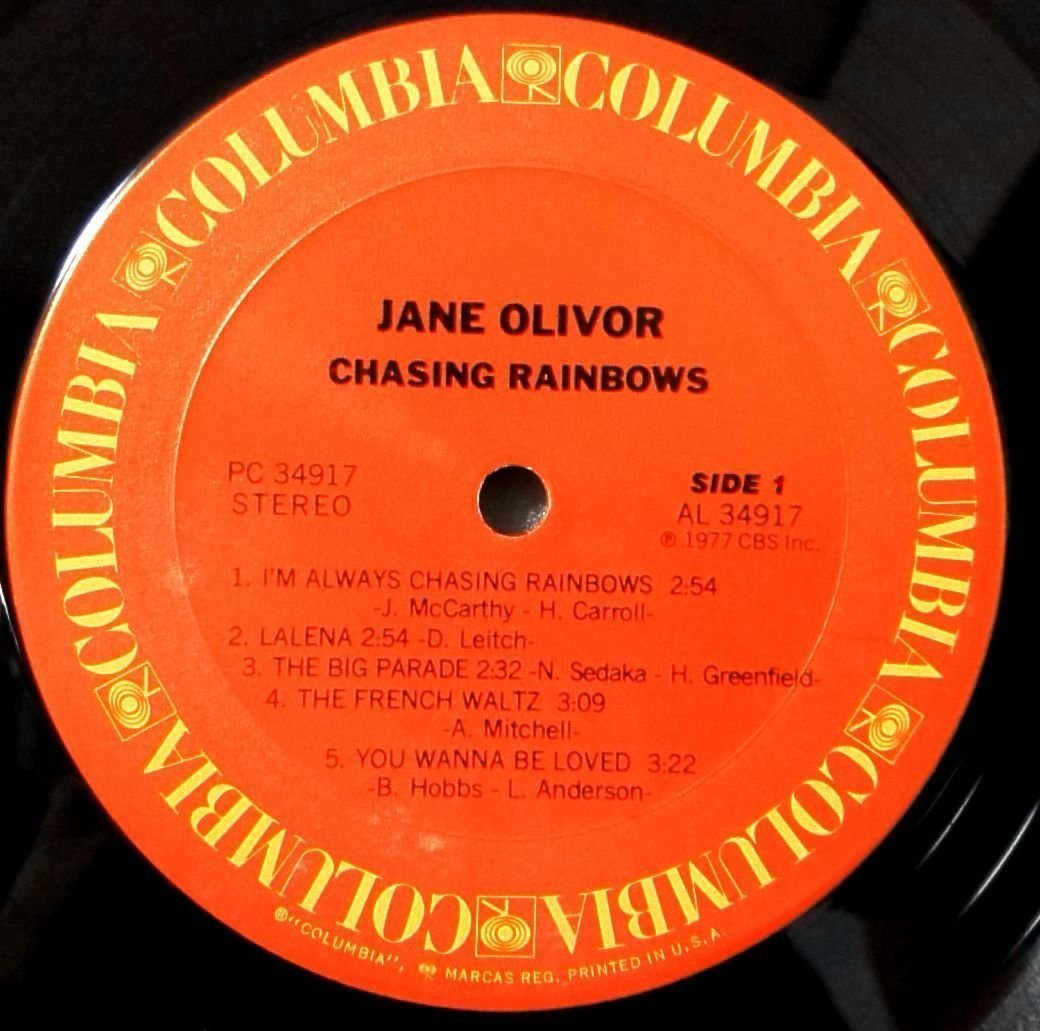 COLUMBIA COLUMBIA COLUMBIA COLUMBIA COLUMBIA COLUMBIA
JANE OLIVOR
CHASING RAINBOWS
PC 34917
STEREO
SIDE 1
AL 34917
℗ 1977 CBS Inc.
1. I'M ALWAYS CHASING RAINBOWS 2:54
-J. McCarthy - H. Carroll-
2. LALENA 2:54 -D. Leitch-
3. THE BIG PARADE 2:32 -N. Sedaka - H. Greenfield-
4. THE FRENCH WALTZ 3:09
-A. Mitchell-
5. YOU WANNA BE LOVED 3:22
-B. Hobbs - L. Anderson-
®"COLUMBIA", MARCAS REG. PRINTED IN U.S.A.